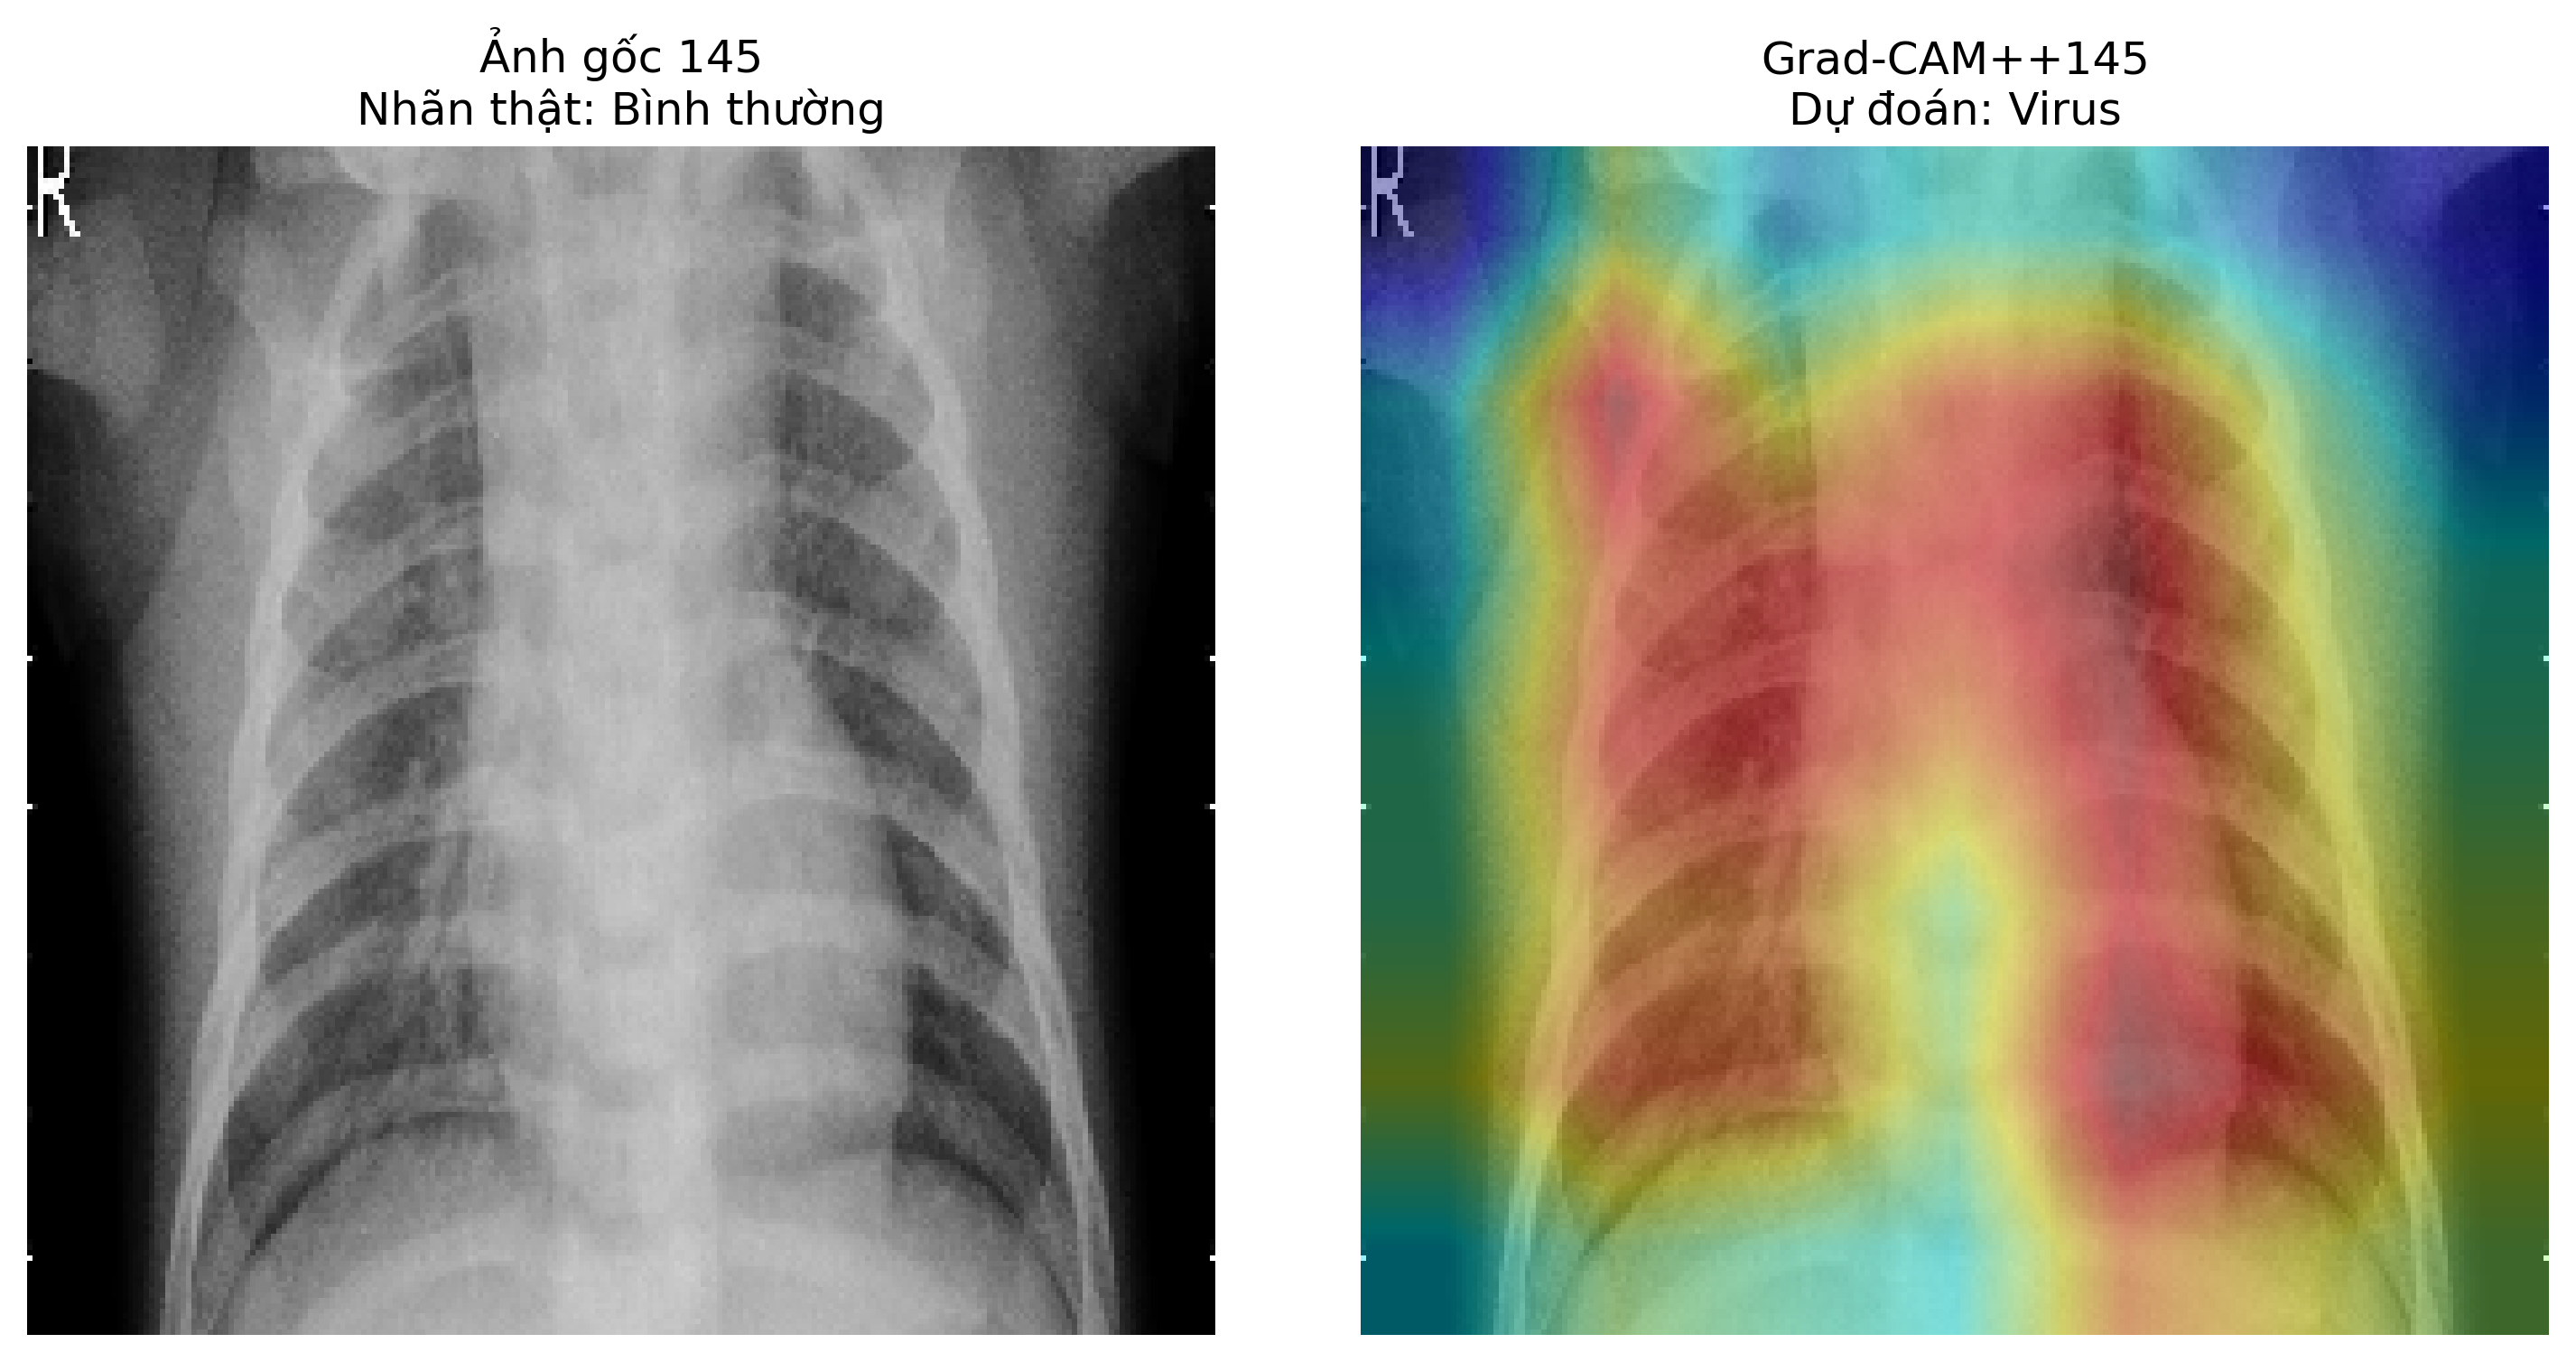 Ảnh gốc 145
Nhãn thật: Bình thường
Grad-CAM++145
Dự đoán: Virus
R
R